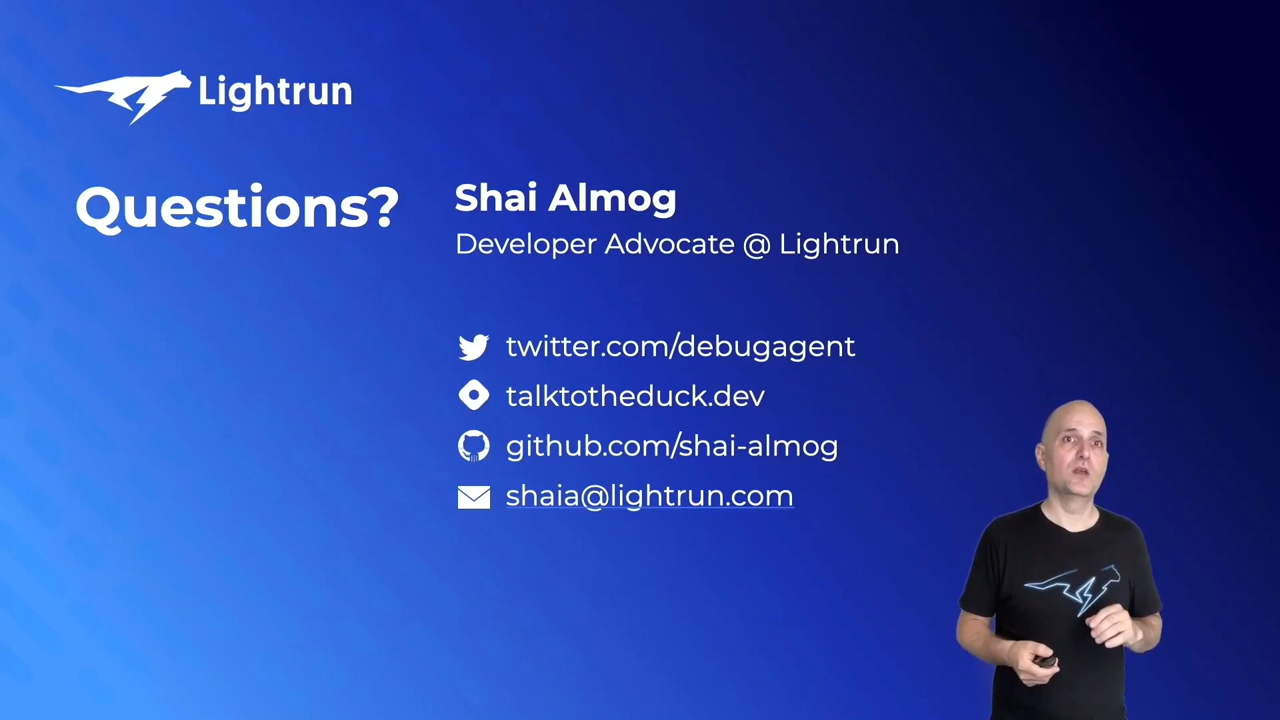 Lightrun
Questions?
Shai Almog
Developer Advocate @ Lightrun
twitter.com/debugagent
talktotheduck.dev
github.com/shai-almog
shaia@lightrun.com